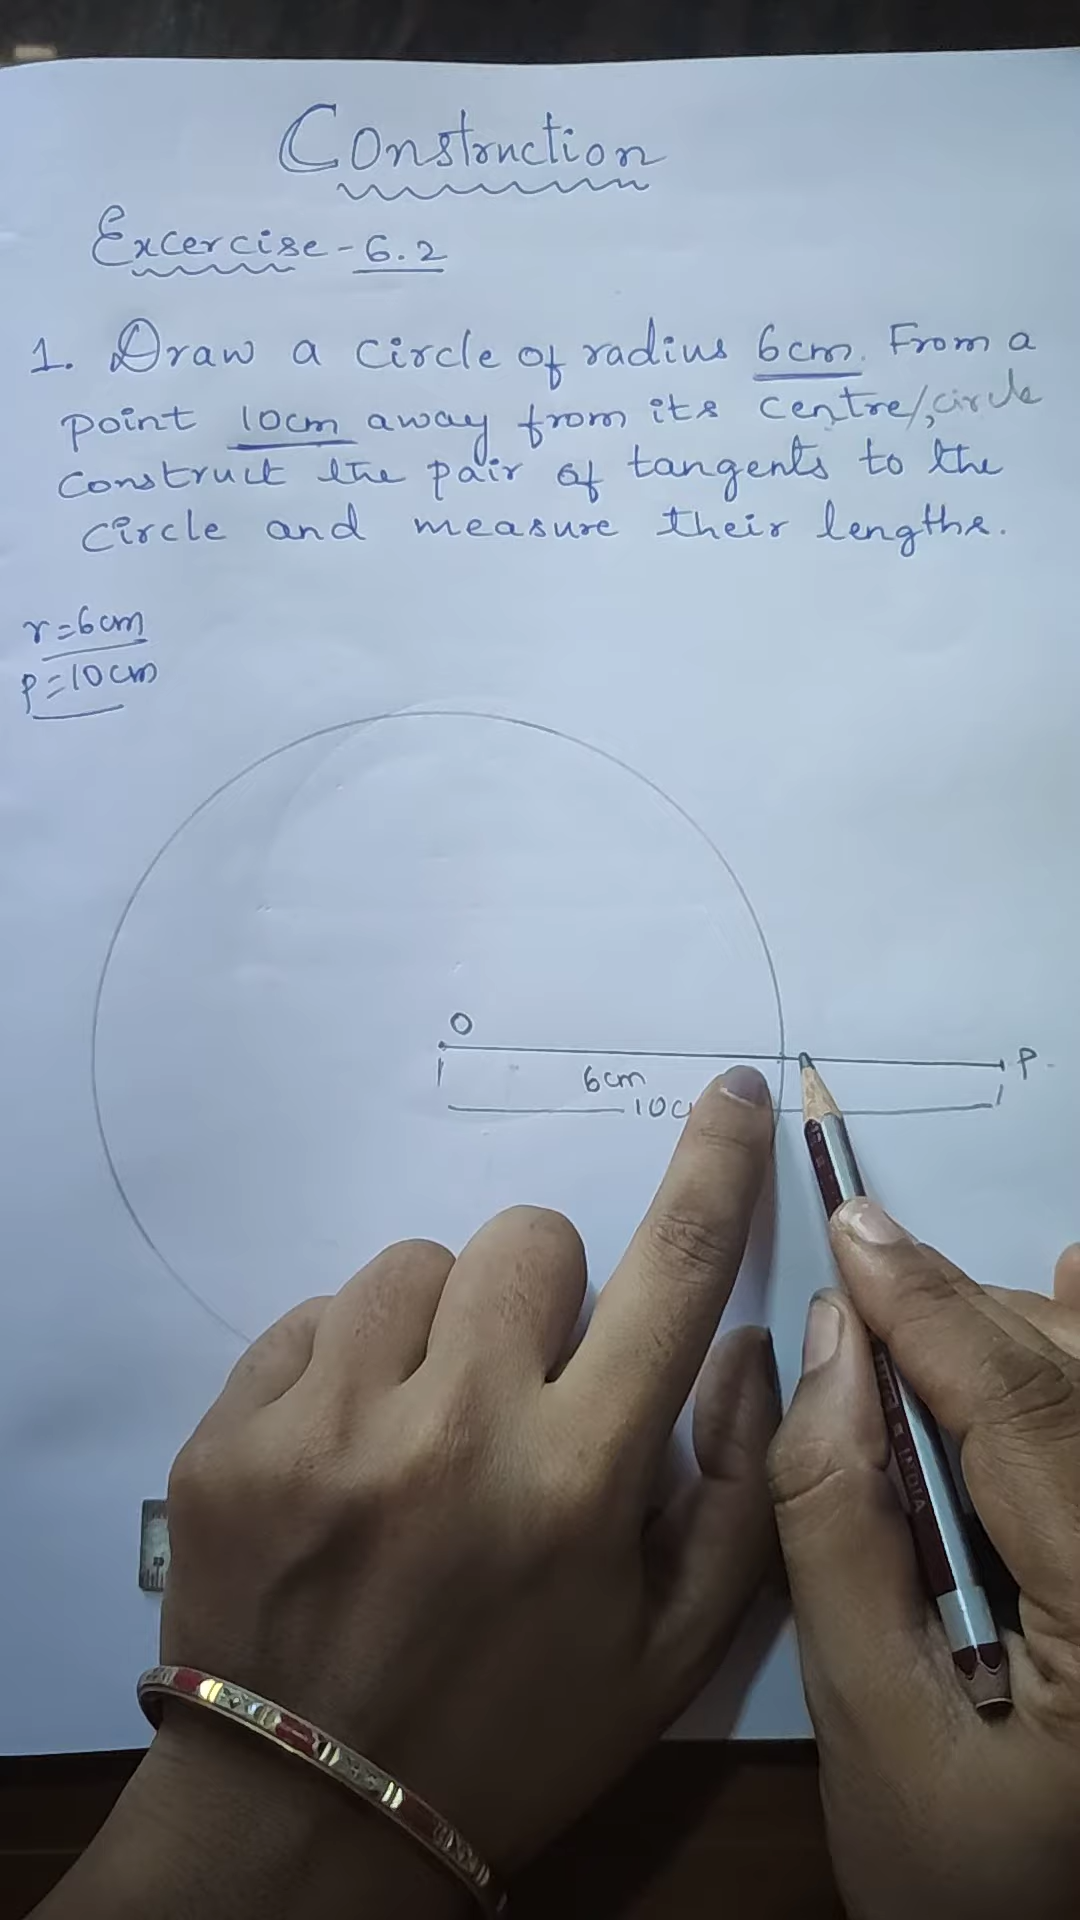 Construction
Excercise-6.2
1. Draw a circle of radius 6cm. From a
point 10cm away from its centre/,circle
construct the pair of tangents to the
circle and measure their lengths.
r=6cm
P=10cm
O
P
6cm
INDIA